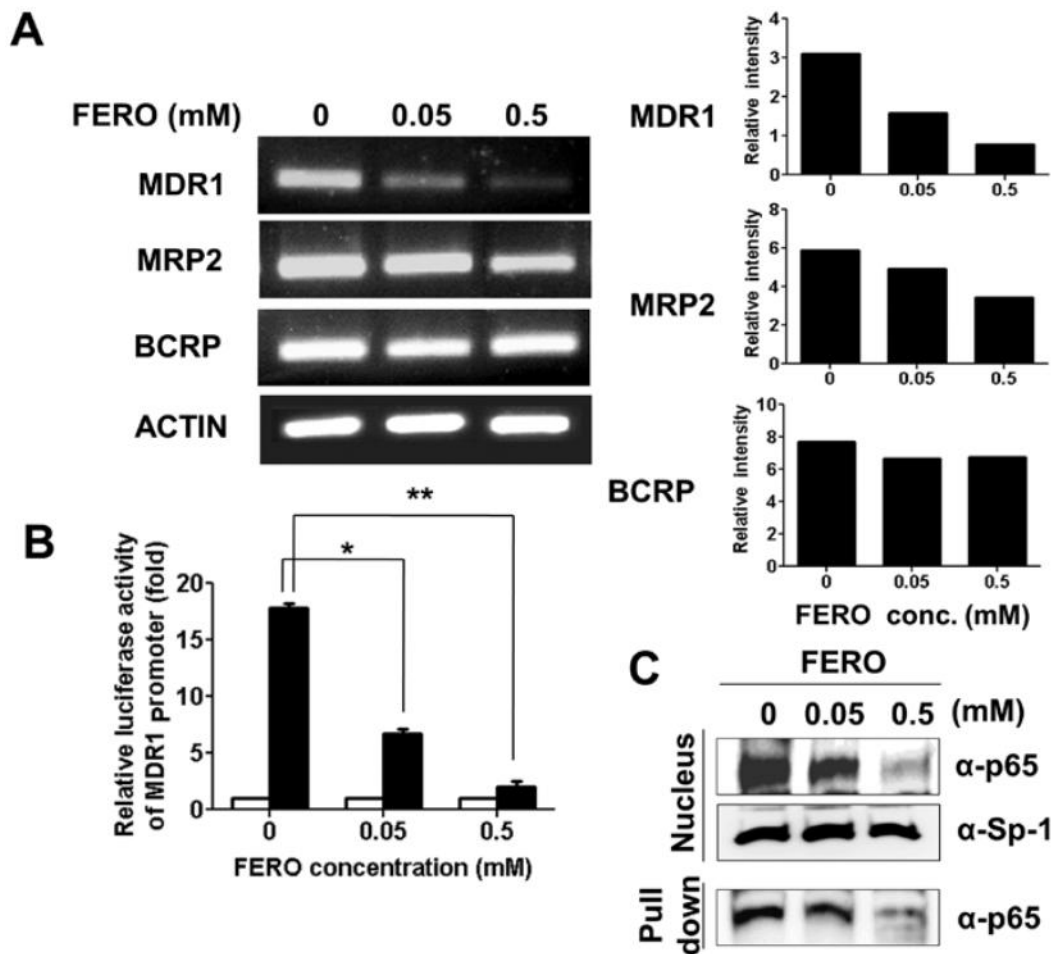 A
FERO (mM) 0 0.05 0.5
MDR1
MRP2
BCRP
ACTIN
MDR1
Relative intensity
4
3
2
1
0
0 0.05 0.5
MRP2
Relative intensity
8
6
4
2
0
0 0.05 0.5
BCRP
Relative intensity
10
8
6
4
2
0
0 0.05 0.5
FERO conc. (mM)
B
Relative luciferase activity
of MDR1 promoter (fold)
20
15
10
5
0
*
**
0 0.05 0.5
FERO concentration (mM)
C
FERO
0 0.05 0.5 (mM)
Nucleus
α-p65
α-Sp-1
Pull
down
α-p65